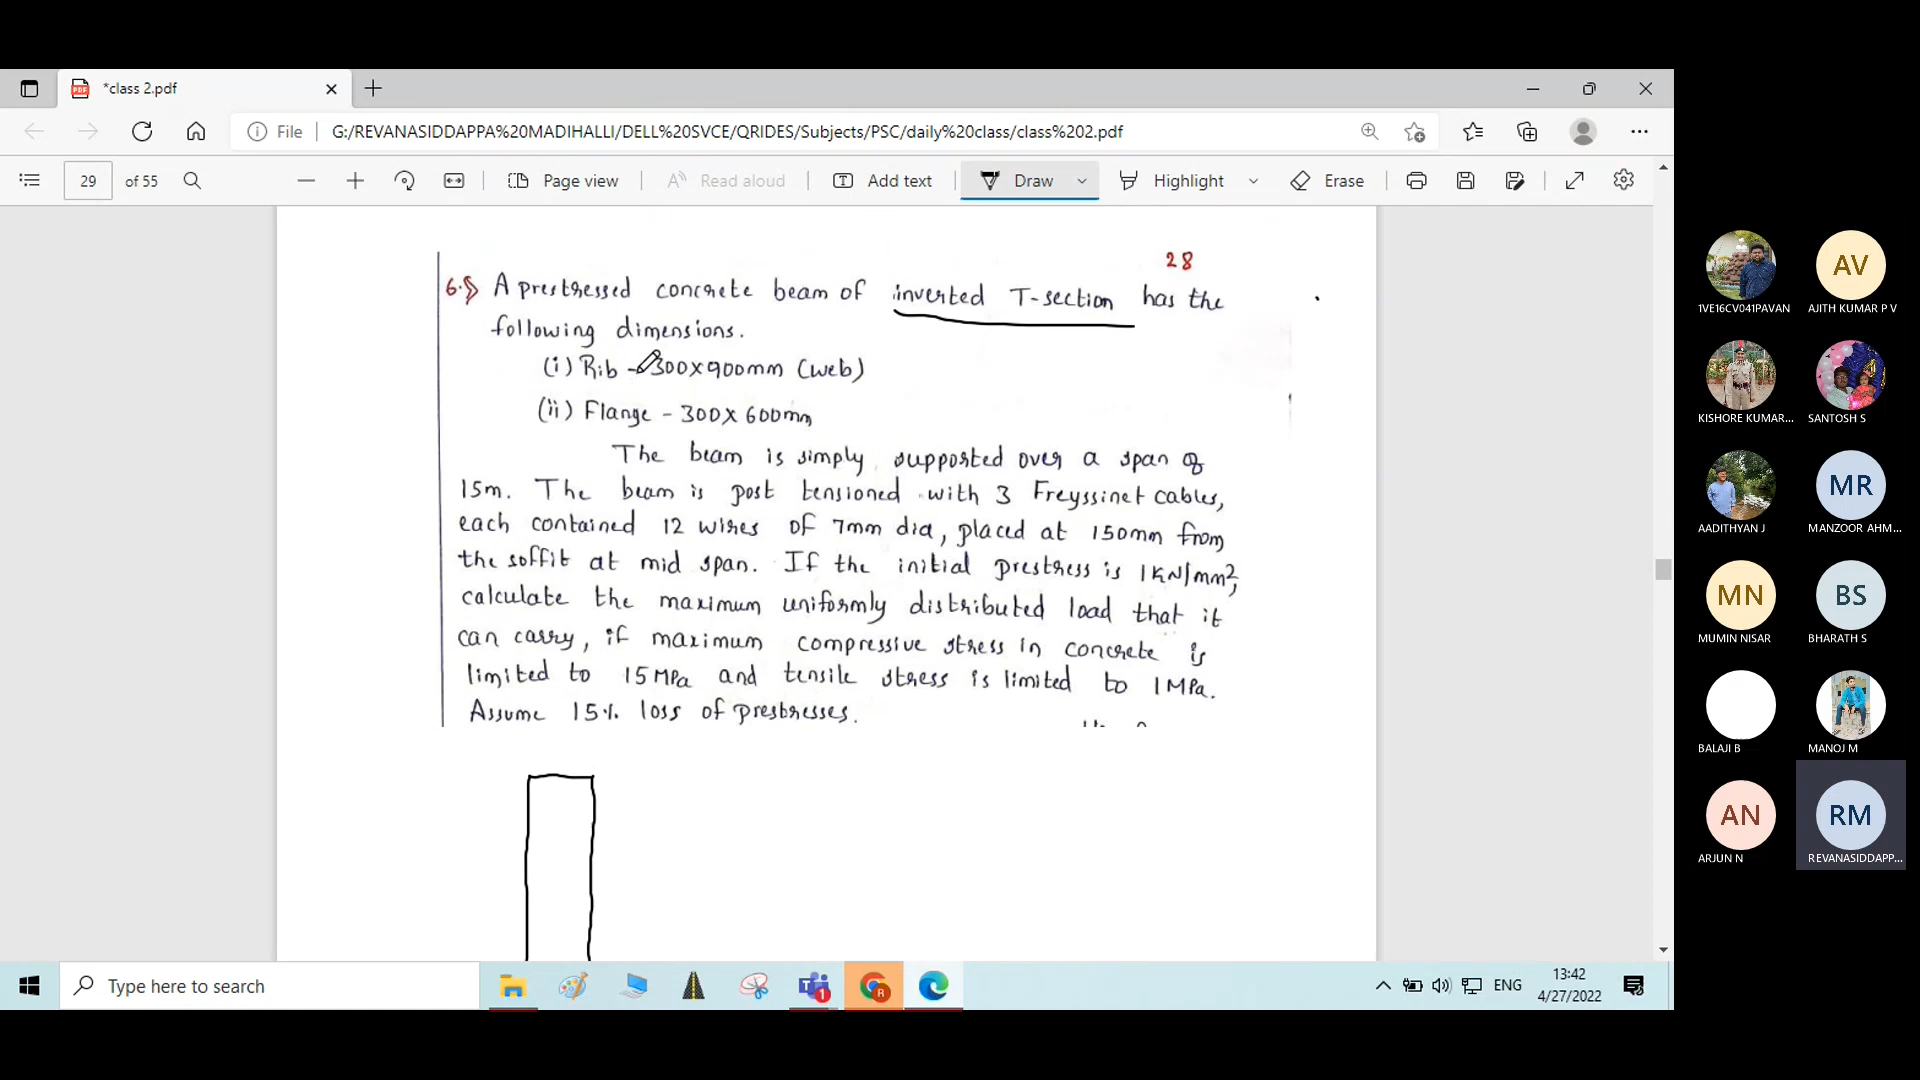 *class 2.pdf
File
G:/REVANASIDDAPPA%20MADIHALLI/DELL%20SVCE/QRIDES/Subjects/PSC/daily%20class/class%202.pdf
29 of 55
Page view
Read aloud
Add text
Draw
Highlight
Erase
28
6.) A prestressed concrete beam of inverted T-section has the
following dimensions.
(i) Rib - 300x900mm (web)
(ii) Flange - 300x600mm
The beam is simply supported over a span of
15m. The beam is post tensioned with 3 Freyssinet cables,
each contained 12 wires of 7mm dia, placed at 150mm from
the soffit at mid span. If the initial prestress is 1KN/mm²,
calculate the maximum uniformly distributed load that it
can carry, if maximum compressive stress in concrete is
limited to 15MPa and tensile stress is limited to 1MPa.
Assume 15% loss of prestresses.
1VE16CV041PAVAN
AV
AJITH KUMAR P V
KISHORE KUMAR...
SANTOSH S
AADITHYAN J
MR
MANZOOR AHM...
MN
MUMIN NISAR
BS
BHARATH S
BALAJI B
MANOJ M
AN
ARJUN N
RM
REVANASIDDAPP...
Type here to search
1
R
ENG
13:42
4/27/2022